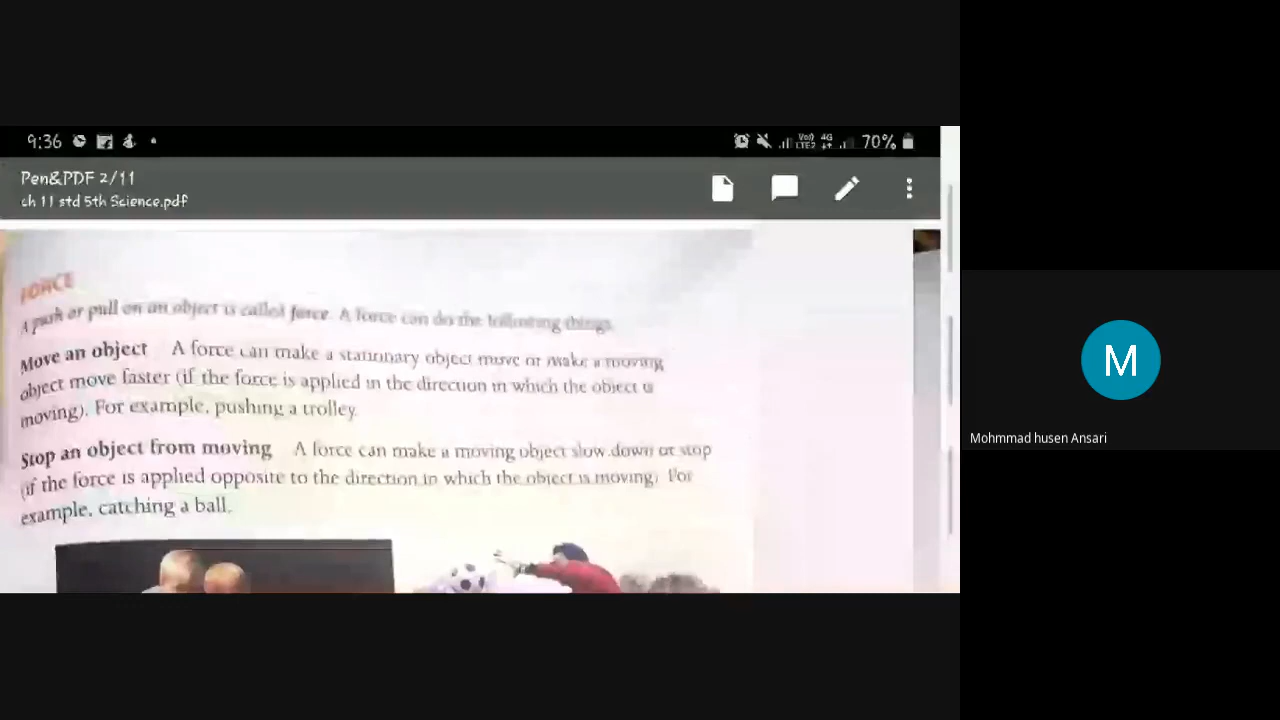 9:36
Vo))
LTE2
4G
70%
Pen&PDF 2/11
ch 11 std 5th Science.pdf
FORCE
A push or pull on an object is called force. A force can do the following things.
Move an object A force can make a stationary object move or make a moving
object move faster (if the force is applied in the direction in which the object is
moving). For example, pushing a trolley.
Stop an object from moving A force can make a moving object slow down or stop
(if the force is applied opposite to the direction in which the object is moving). For
example, catching a ball.
M
Mohmmad husen Ansari